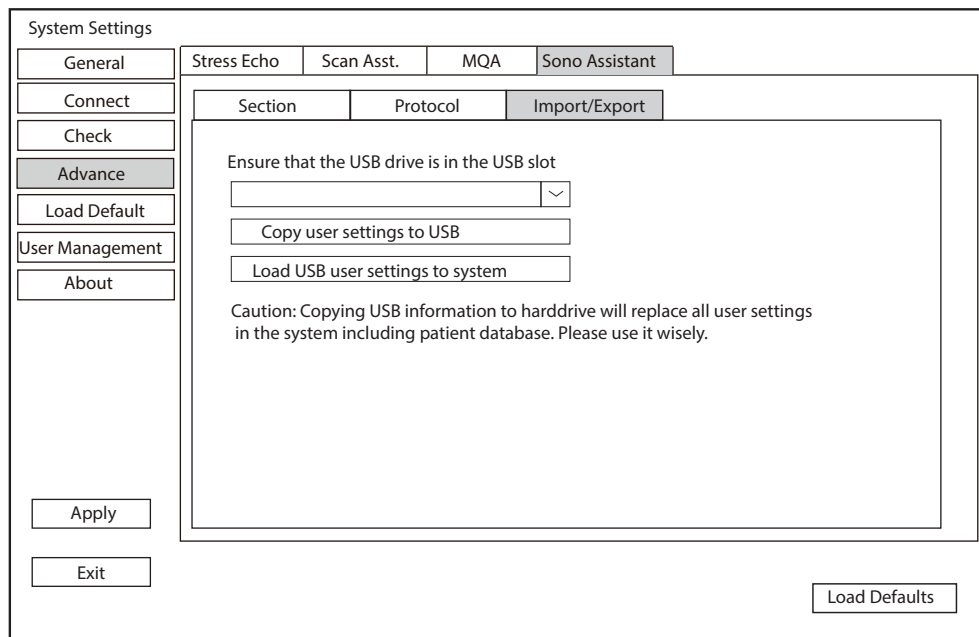 System Settings
General
Connect
Check
Advance
Load Default
User Management
About
Apply
Exit
Stress Echo Scan Asst. MQA Sono Assistant
Section Protocol Import/Export
Ensure that the USB drive is in the USB slot
Copy user settings to USB
Load USB user settings to system
Caution: Copying USB information to harddrive will replace all user settings
in the system including patient database. Please use it wisely.
Load Defaults